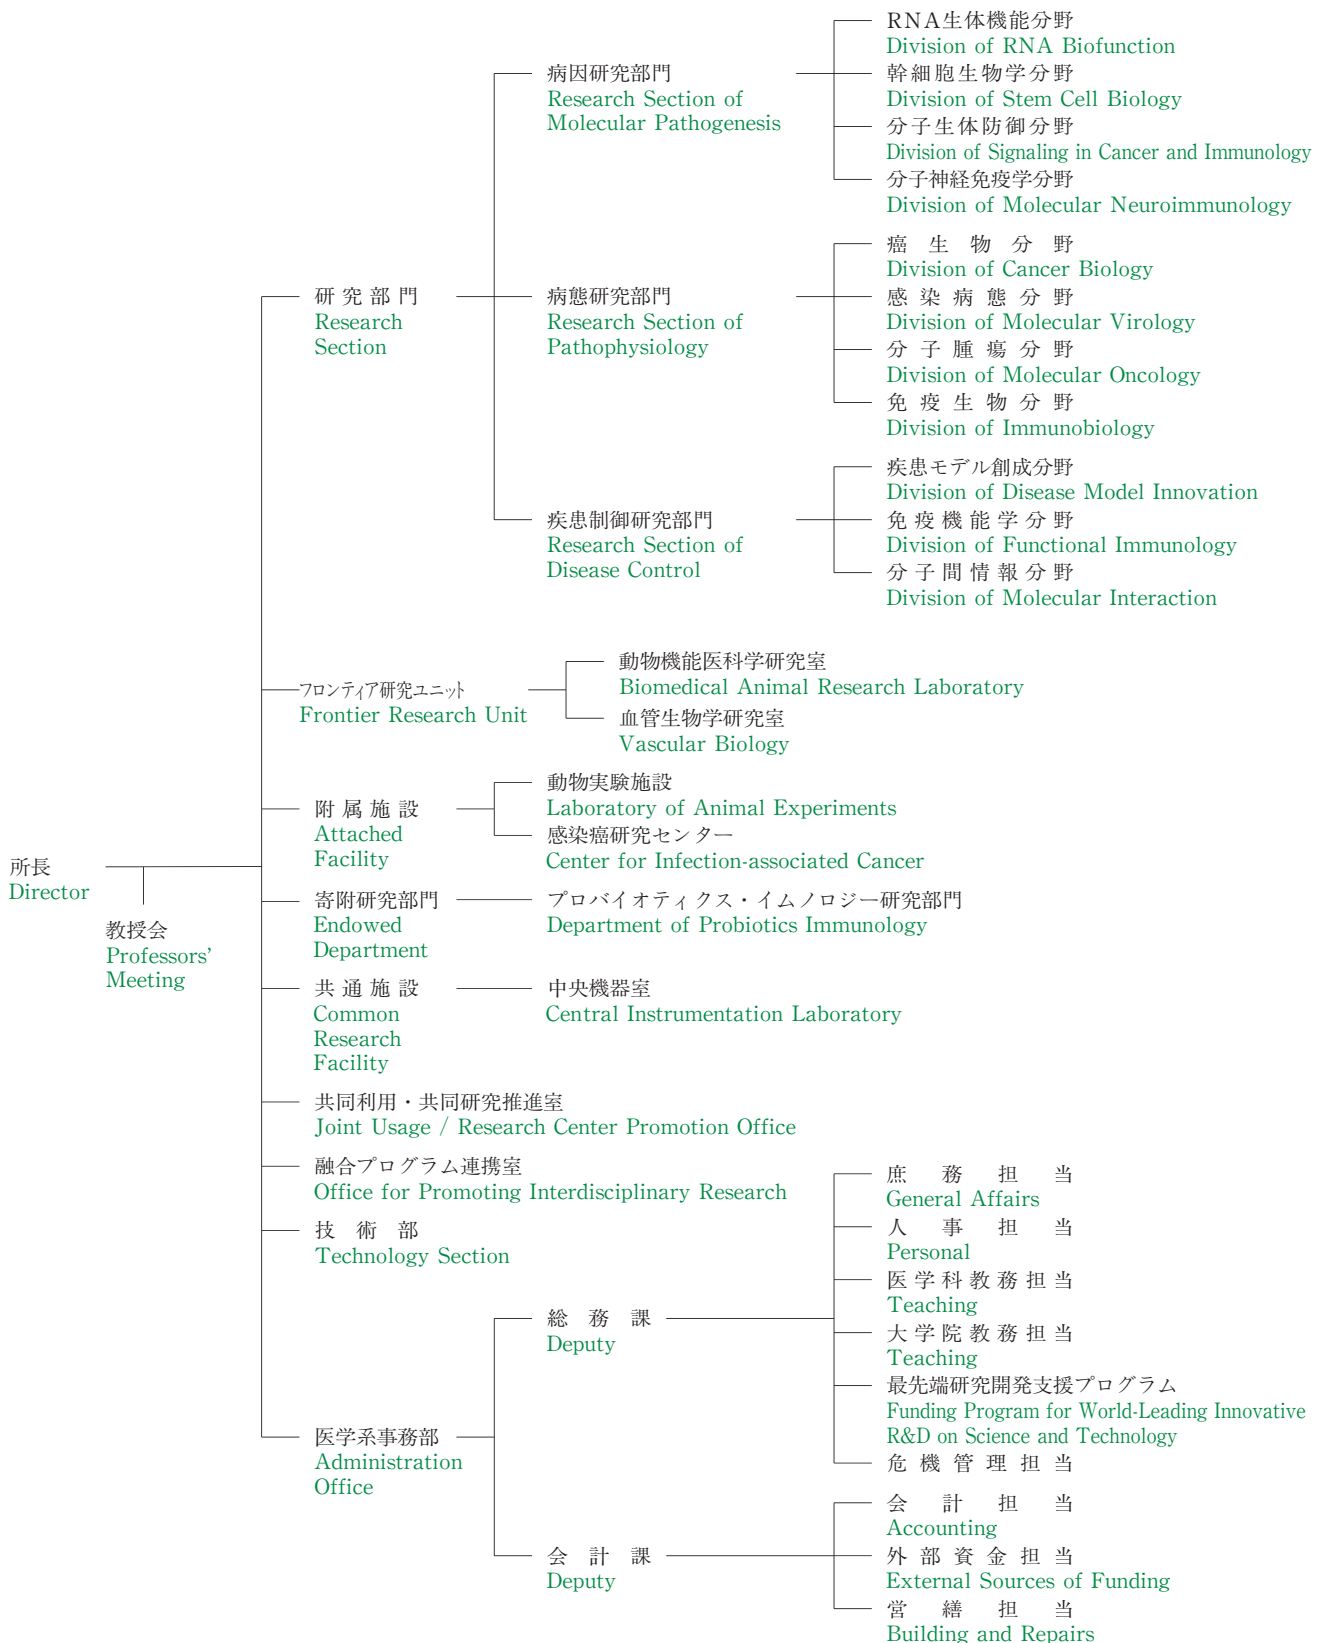 所長
Director
教授会
Professors'
Meeting
研究部門
Research
Section
病因研究部門
Research Section of
Molecular Pathogenesis
RNA生体機能分野
Division of RNA Biofunction
幹細胞生物学分野
Division of Stem Cell Biology
分子生体防御分野
Division of Signaling in Cancer and Immunology
分子神経免疫学分野
Division of Molecular Neuroimmunology
病態研究部門
Research Section of
Pathophysiology
癌生物分野
Division of Cancer Biology
感染病態分野
Division of Molecular Virology
分子腫瘍分野
Division of Molecular Oncology
免疫生物分野
Division of Immunobiology
疾患制御研究部門
Research Section of
Disease Control
疾患モデル創成分野
Division of Disease Model Innovation
免疫機能学分野
Division of Functional Immunology
分子間情報分野
Division of Molecular Interaction
フロンティア研究ユニット
Frontier Research Unit
動物機能医科学研究室
Biomedical Animal Research Laboratory
血管生物学研究室
Vascular Biology
附属施設
Attached
Facility
動物実験施設
Laboratory of Animal Experiments
感染癌研究センター
Center for Infection-associated Cancer
寄附研究部門
Endowed
Department
プロバイオティクス・イムノロジー研究部門
Department of Probiotics Immunology
共通施設
Common
Research
Facility
中央機器室
Central Instrumentation Laboratory
共同利用・共同研究推進室
Joint Usage / Research Center Promotion Office
融合プログラム連携室
Office for Promoting Interdisciplinary Research
技術部
Technology Section
医学系事務部
Administration
Office
総務課
Deputy
庶務担当
General Affairs
人事担当
Personal
医学科教務担当
Teaching
大学院教務担当
Teaching
最先端研究開発支援プログラム
Funding Program for World-Leading Innovative
R&D on Science and Technology
危機管理担当
会計課
Deputy
会計担当
Accounting
外部資金担当
External Sources of Funding
営繕担当
Building and Repairs